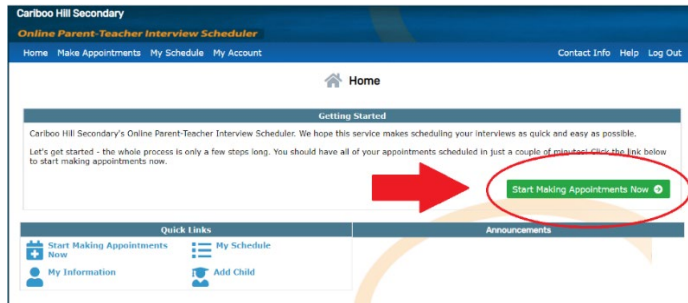 Cariboo Hill Secondary
Online Parent-Teacher Interview Scheduler
Home Make Appointments My Schedule My Account Contact Info Help Log Out
Home
Getting Started
Cariboo Hill Secondary's Online Parent-Teacher Interview Scheduler. We hope this service makes scheduling your interviews as quick and easy as possible.
Let's get started - the whole process is only a few steps long. You should have all of your appointments scheduled in just a couple of minutes! Click the link below
to start making appointments now.
Start Making Appointments Now
Quick Links
Start Making Appointments
Now
My Schedule
My Information
Add Child
Announcements